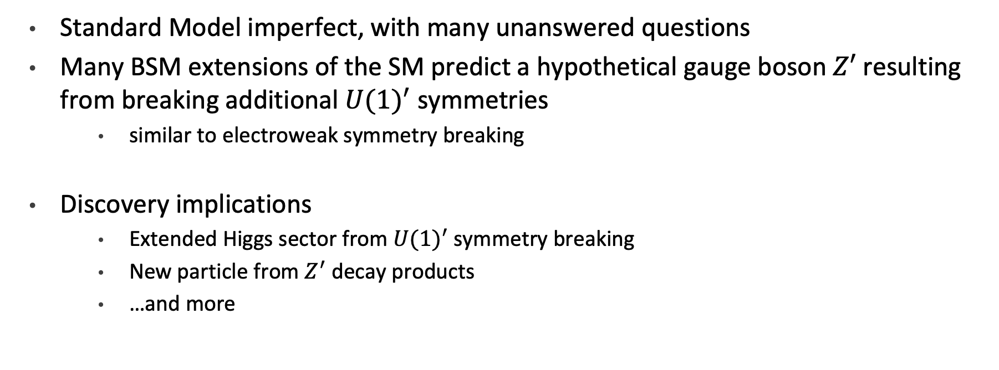 • Standard Model imperfect, with many unanswered questions
• Many BSM extensions of the SM predict a hypothetical gauge boson Z′ resulting
from breaking additional U(1)′ symmetries
• similar to electroweak symmetry breaking
• Discovery implications
• Extended Higgs sector from U(1)′ symmetry breaking
• New particle from Z′ decay products
• ...and more